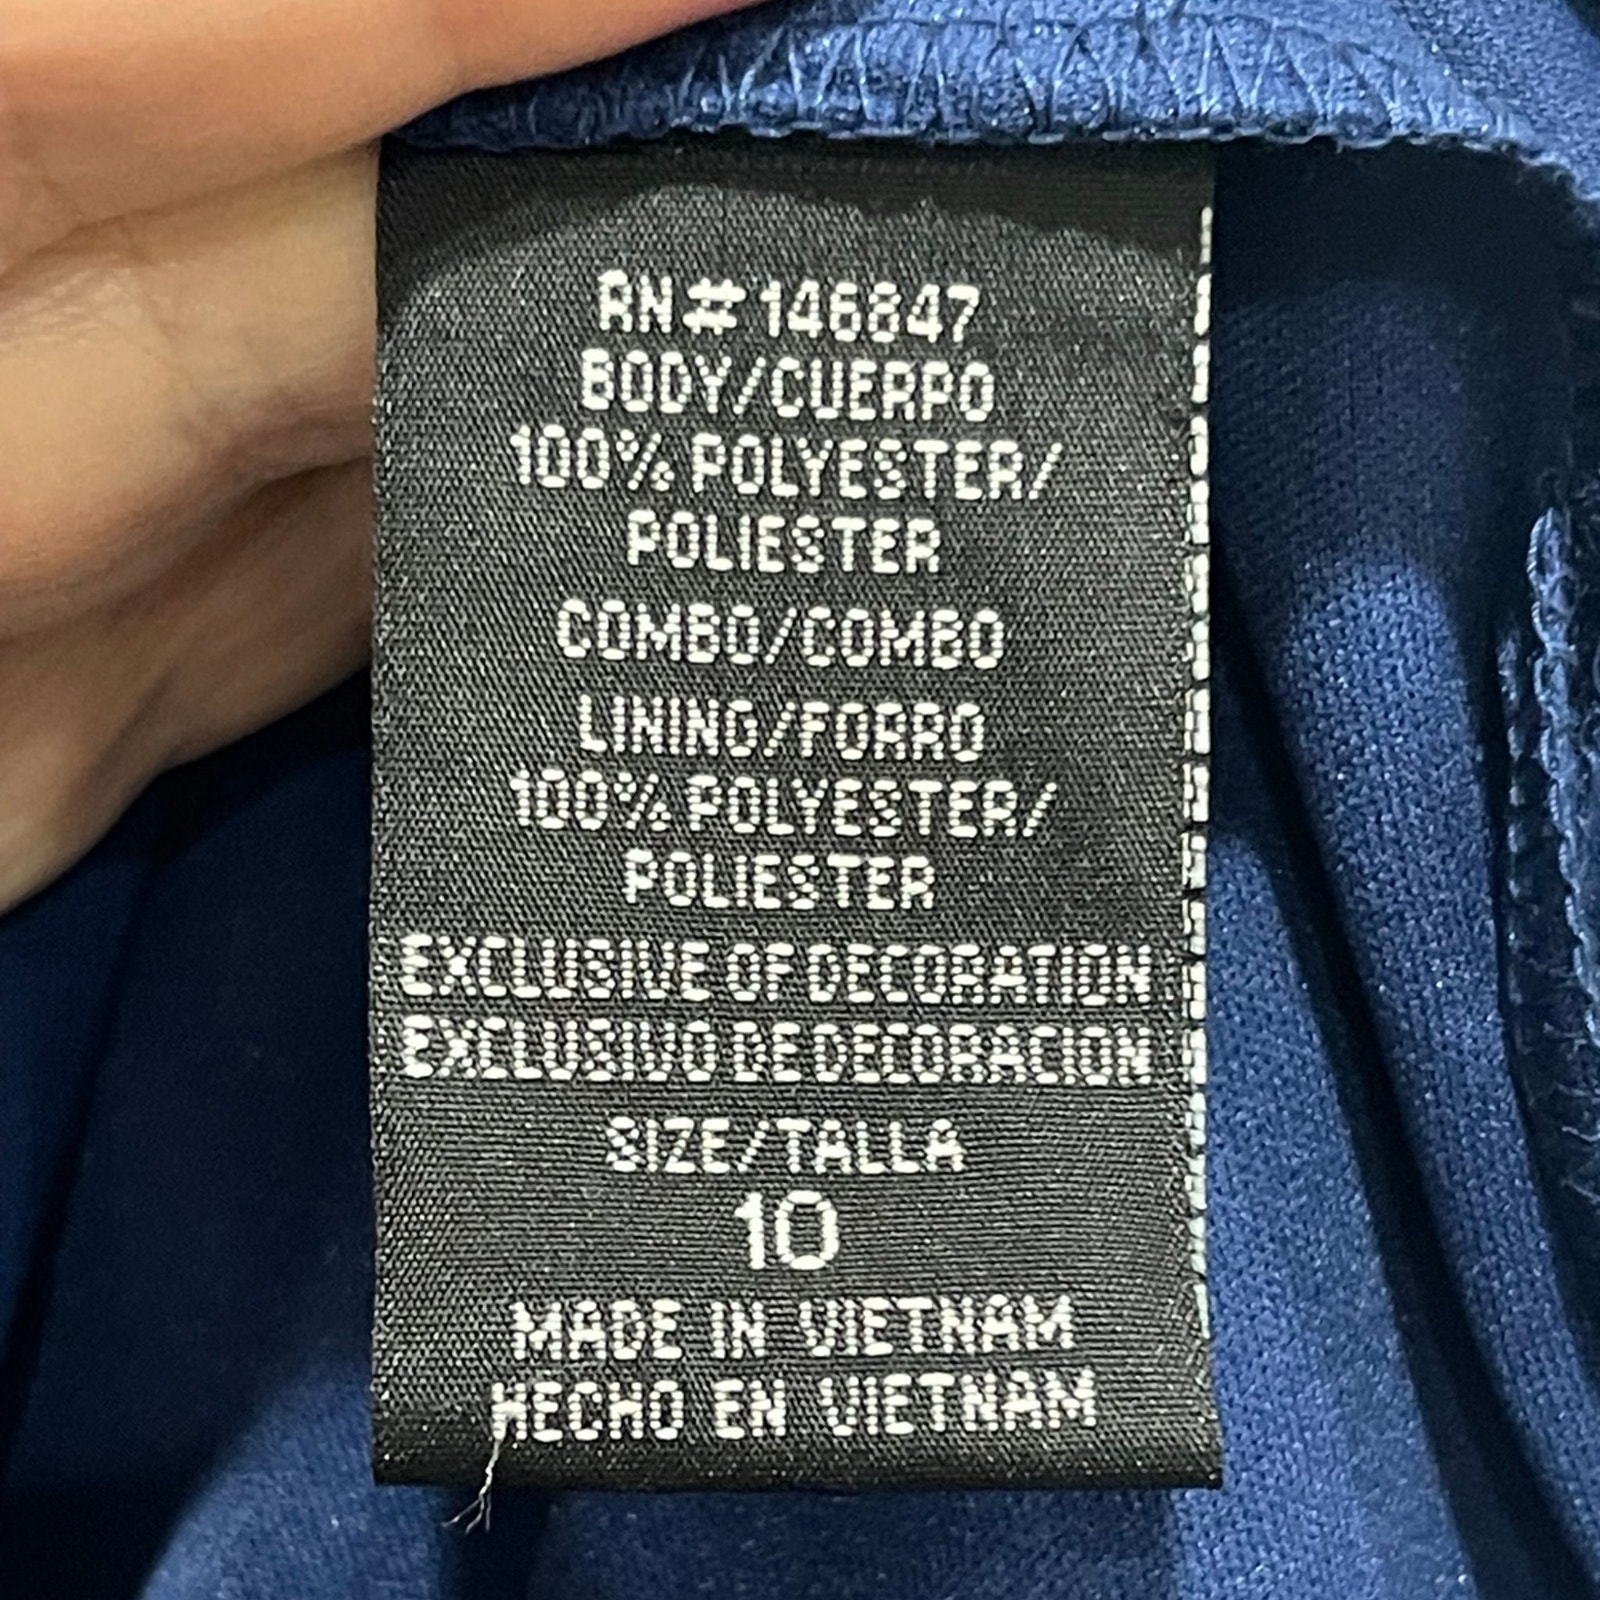 RN#146847
BODY/CUERPO
100% POLYESTER/
POLIESTER
COMBO/COMBO
LINING/FORRO
100% POLYESTER/
POLIESTER
EXCLUSIVE OF DECORATION
EXCLUSIVO DE DECORACION
SIZE/TALLA
10
MADE IN VIETNAM
HECHO EN VIETNAM